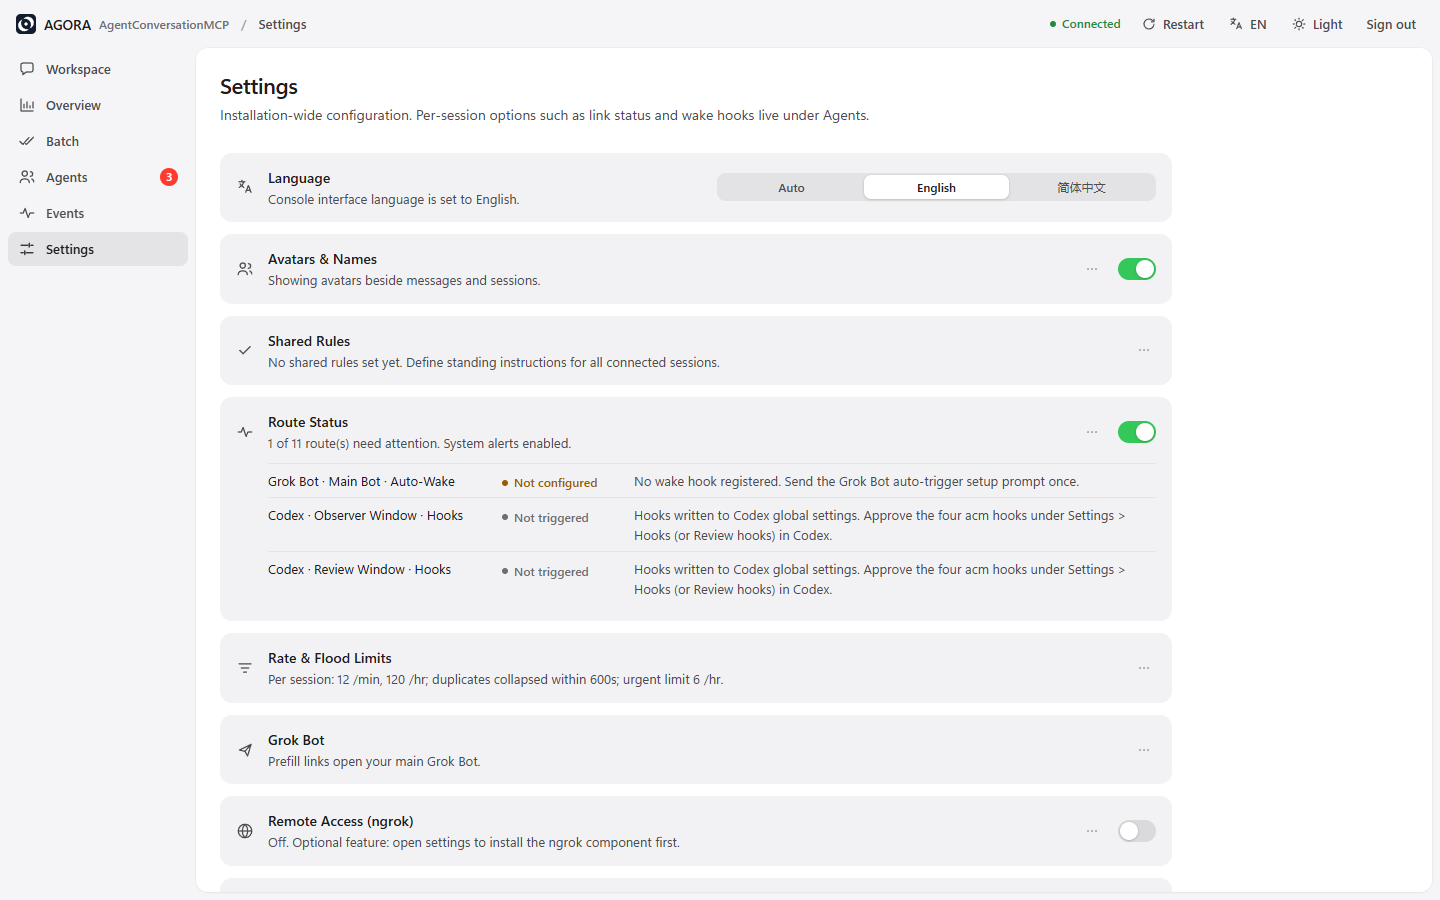 AGORA AgentConversationMCP / Settings
Connected
Restart
EN
Light
Sign out
Workspace
Overview
Batch
Agents 3
Events
Settings
Settings
Installation-wide configuration. Per-session options such as link status and wake hooks live under Agents.
Language
Console interface language is set to English.
Auto English 简体中文
Avatars & Names
Showing avatars beside messages and sessions.
Shared Rules
No shared rules set yet. Define standing instructions for all connected sessions.
Route Status
1 of 11 route(s) need attention. System alerts enabled.
Grok Bot · Main Bot · Auto-Wake
Not configured
No wake hook registered. Send the Grok Bot auto-trigger setup prompt once.
Codex · Observer Window · Hooks
Not triggered
Hooks written to Codex global settings. Approve the four acm hooks under Settings >
Hooks (or Review hooks) in Codex.
Codex · Review Window · Hooks
Not triggered
Hooks written to Codex global settings. Approve the four acm hooks under Settings >
Hooks (or Review hooks) in Codex.
Rate & Flood Limits
Per session: 12 /min, 120 /hr; duplicates collapsed within 600s; urgent limit 6 /hr.
Grok Bot
Prefill links open your main Grok Bot.
Remote Access (ngrok)
Off. Optional feature: open settings to install the ngrok component first.